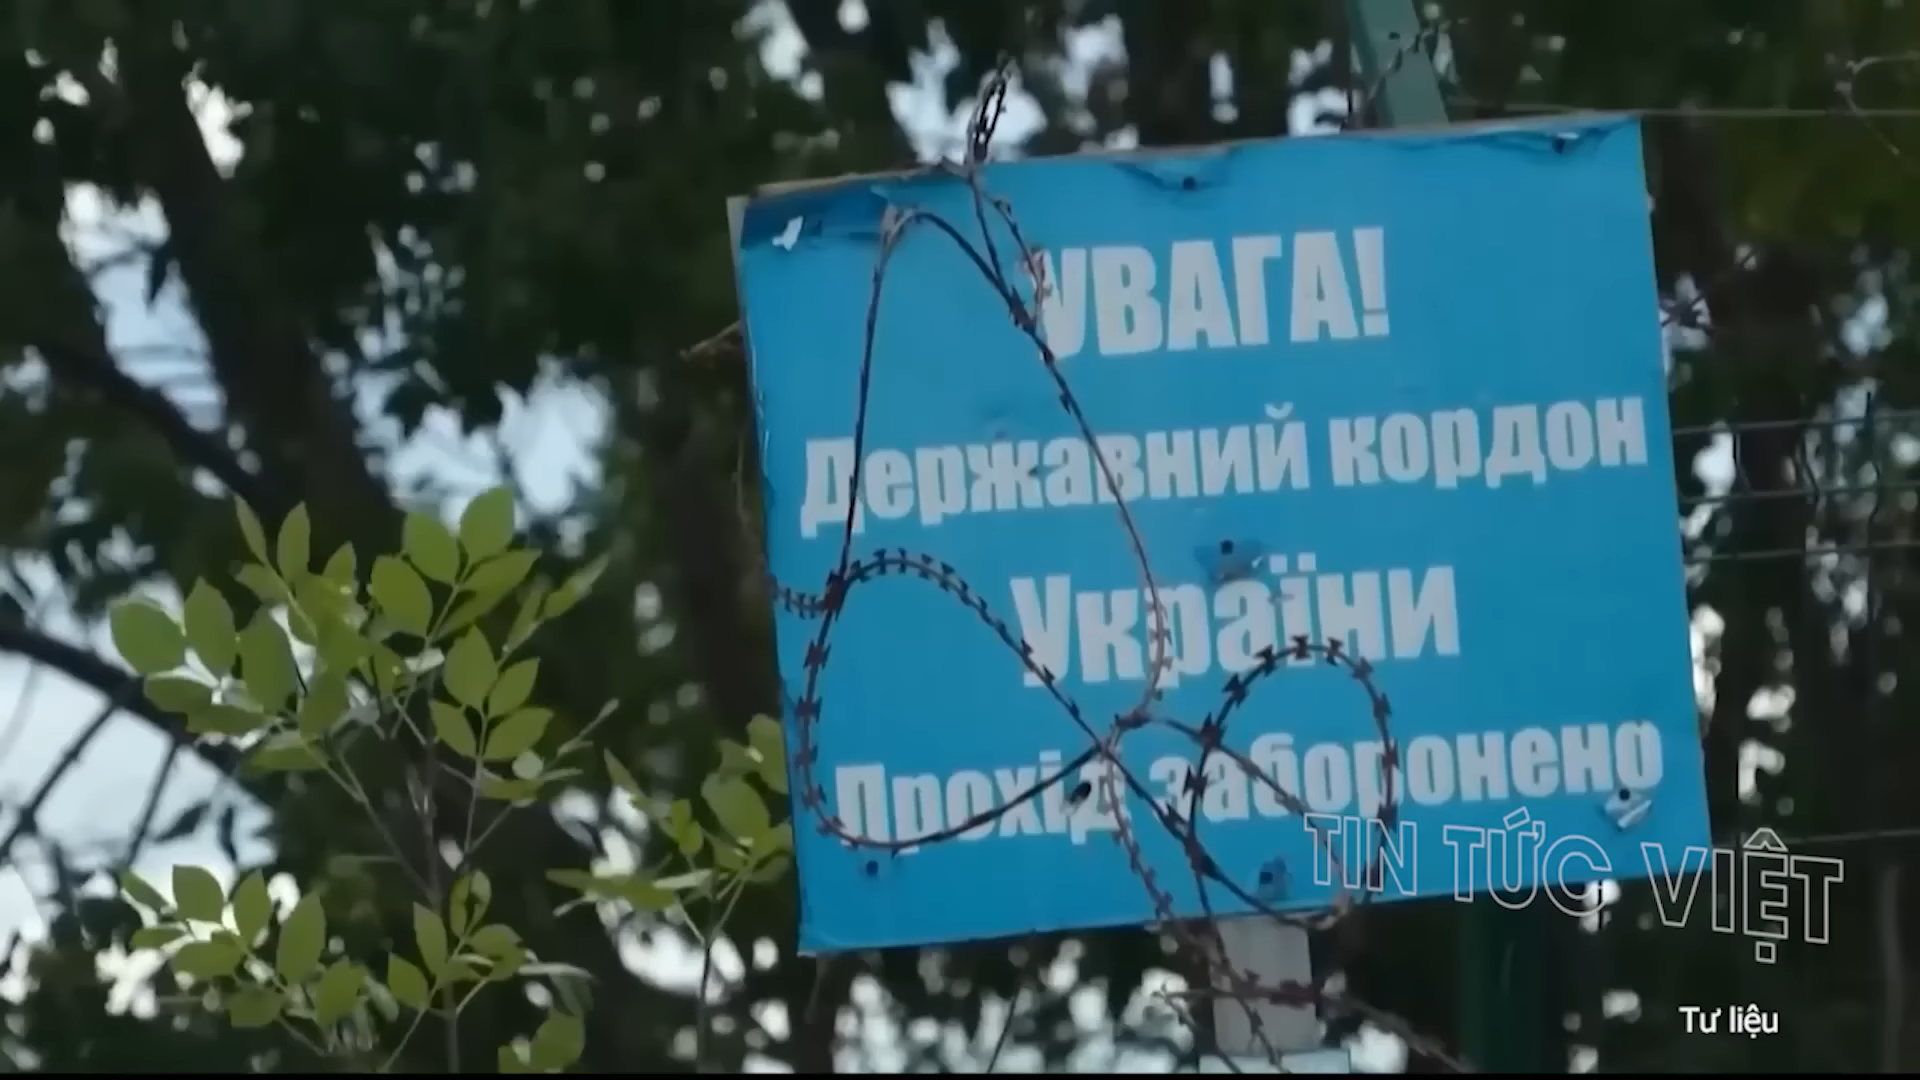 УВАГА!
Державний кордон
України
Прохід заборонено
TIN TỨC VIỆT
Tư liệu